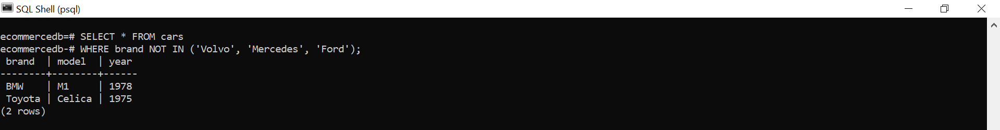 SQL Shell (psql)
ecommercedb=# SELECT * FROM cars
ecommercedb-# WHERE brand NOT IN ('Volvo', 'Mercedes', 'Ford');
 brand  | model  | year
--------+--------+------
 BMW    | M1     | 1978
 Toyota | Celica | 1975
(2 rows)